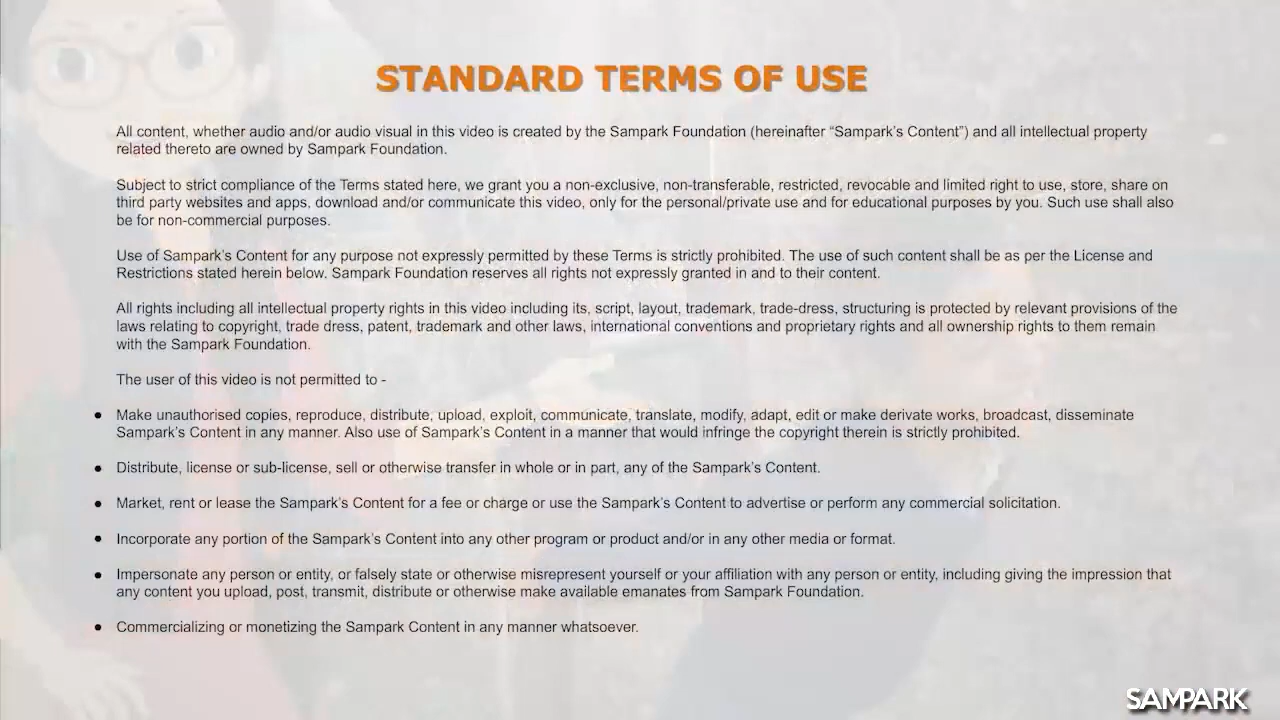 STANDARD TERMS OF USE
All content, whether audio and/or audio visual in this video is created by the Sampark Foundation (hereinafter “Sampark’s Content”) and all intellectual property
related thereto are owned by Sampark Foundation.
Subject to strict compliance of the Terms stated here, we grant you a non-exclusive, non-transferable, restricted, revocable and limited right to use, store, share on
third party websites and apps, download and/or communicate this video, only for the personal/private use and for educational purposes by you. Such use shall also
be for non-commercial purposes.
Use of Sampark’s Content for any purpose not expressly permitted by these Terms is strictly prohibited. The use of such content shall be as per the License and
Restrictions stated herein below. Sampark Foundation reserves all rights not expressly granted in and to their content.
All rights including all intellectual property rights in this video including its, script, layout, trademark, trade-dress, structuring is protected by relevant provisions of the
laws relating to copyright, trade dress, patent, trademark and other laws, international conventions and proprietary rights and all ownership rights to them remain
with the Sampark Foundation.
The user of this video is not permitted to -
● Make unauthorised copies, reproduce, distribute, upload, exploit, communicate, translate, modify, adapt, edit or make derivate works, broadcast, disseminate
Sampark’s Content in any manner. Also use of Sampark’s Content in a manner that would infringe the copyright therein is strictly prohibited.
● Distribute, license or sub-license, sell or otherwise transfer in whole or in part, any of the Sampark’s Content.
● Market, rent or lease the Sampark’s Content for a fee or charge or use the Sampark’s Content to advertise or perform any commercial solicitation.
● Incorporate any portion of the Sampark’s Content into any other program or product and/or in any other media or format.
● Impersonate any person or entity, or falsely state or otherwise misrepresent yourself or your affiliation with any person or entity, including giving the impression that
any content you upload, post, transmit, distribute or otherwise make available emanates from Sampark Foundation.
● Commercializing or monetizing the Sampark Content in any manner whatsoever.
SAMPARK